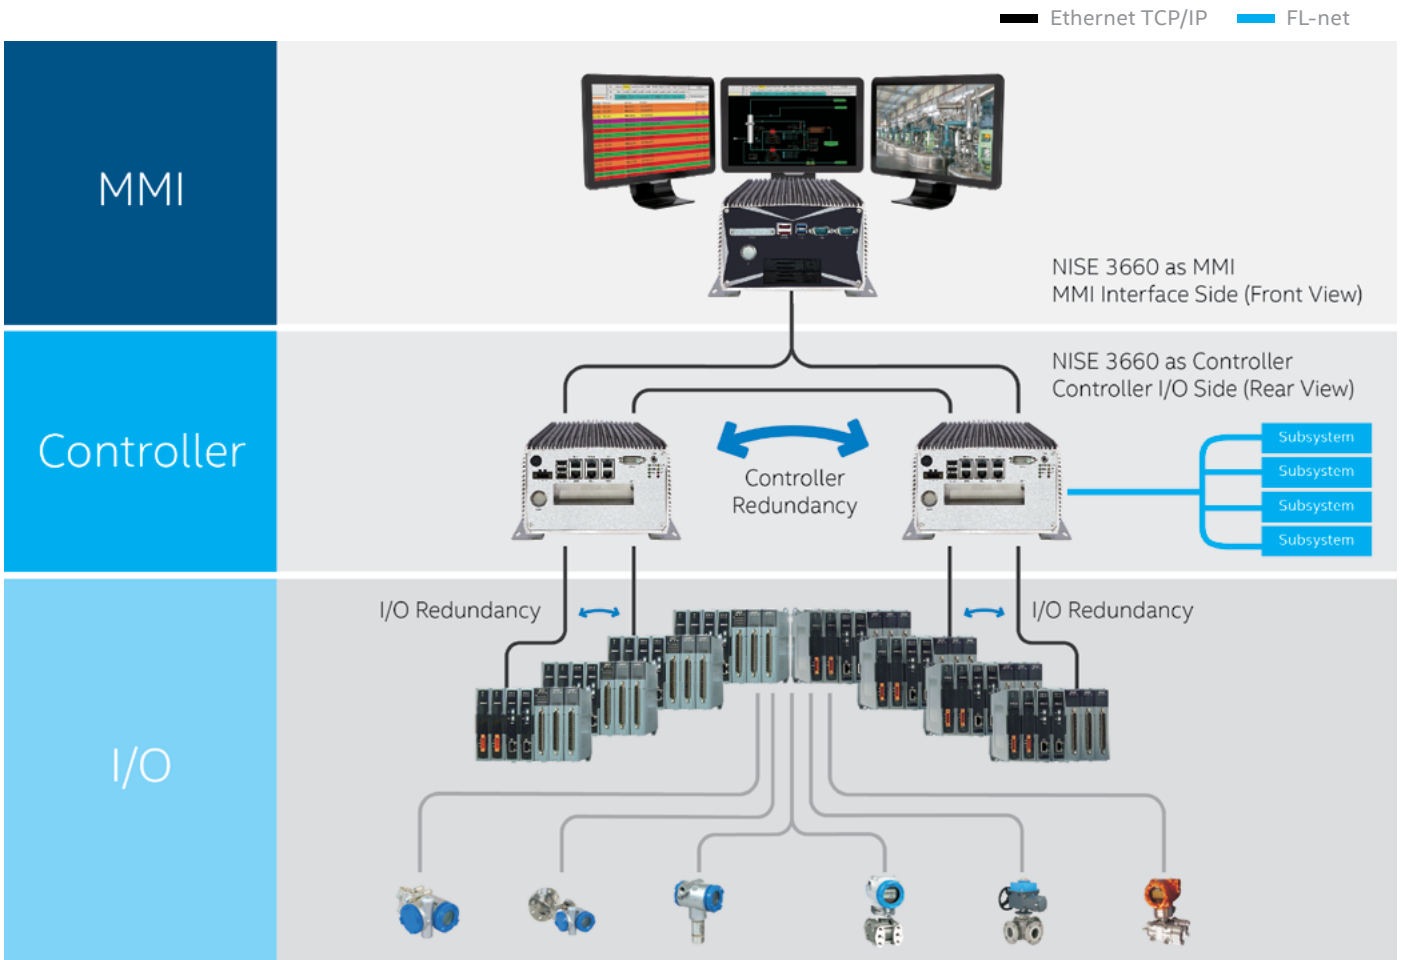 Ethernet TCP/IP FL-net
MMI
NISE 3660 as MMI
MMI Interface Side (Front View)
NISE 3660 as Controller
Controller I/O Side (Rear View)
Controller
Controller
Redundancy
Subsystem
Subsystem
Subsystem
Subsystem
I/O Redundancy
I/O Redundancy
I/O